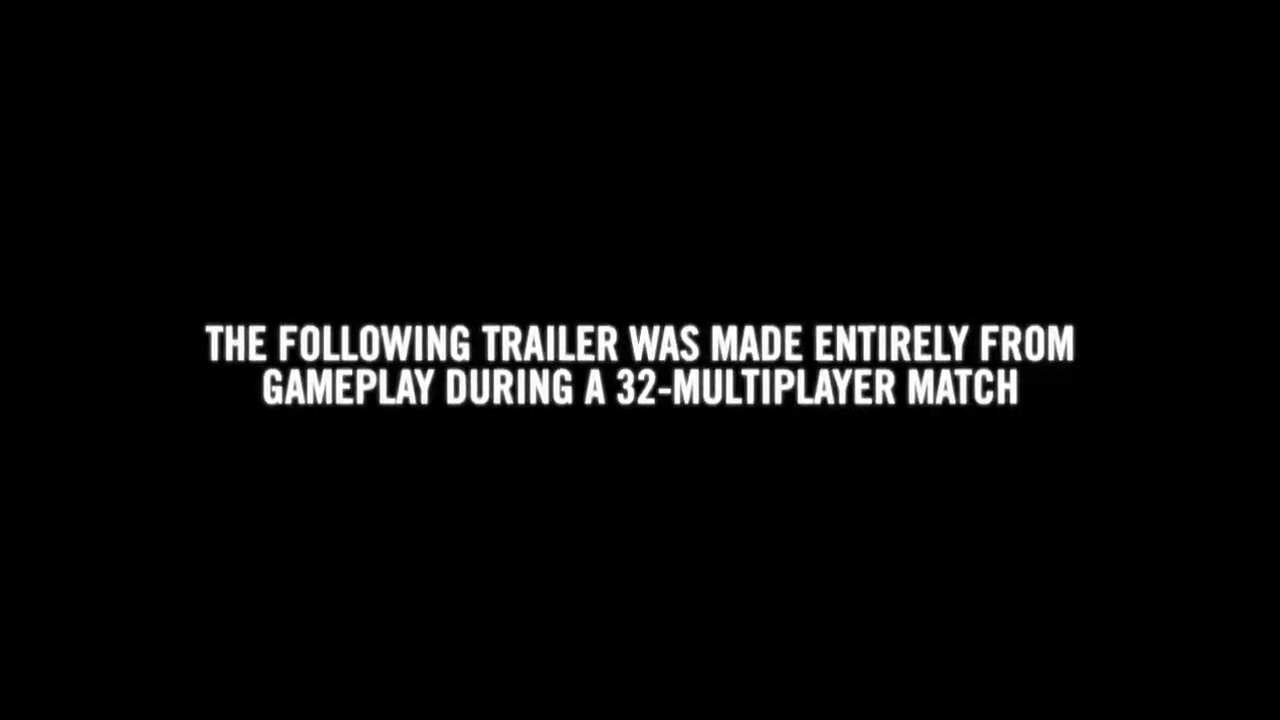 THE FOLLOWING TRAILER WAS MADE ENTIRELY FROM
GAMEPLAY DURING A 32-MULTIPLAYER MATCH